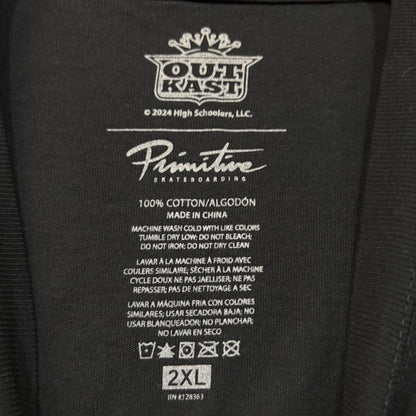 OUT
KAST
© 2024 High Schoolers, LLC.
Primitive
SKATEBOARDING
100% COTTON/ALGODÓN
MADE IN CHINA
MACHINE WASH COLD WITH LIKE COLORS
TUMBLE DRY LOW; DO NOT BLEACH;
DO NOT IRON; DO NOT DRY CLEAN
LAVAR À LA MACHINE À FROID AVEC
COULERS SIMILAIRE; SÉCHER À LA MACHINE
CYCLE DOUX NE PAS JAELLISER; NE PAS
REPASSER; PAS DE NETTOYAGE A SEC
LAVAR A MÁQUINA FRIA CON COLORES
SIMILARES; USAR SECADORA BAJA; NO
USAR BLANQUEADOR; NO PLANCHAR;
NO LAVAR EN SECO
2XL
RN #128363